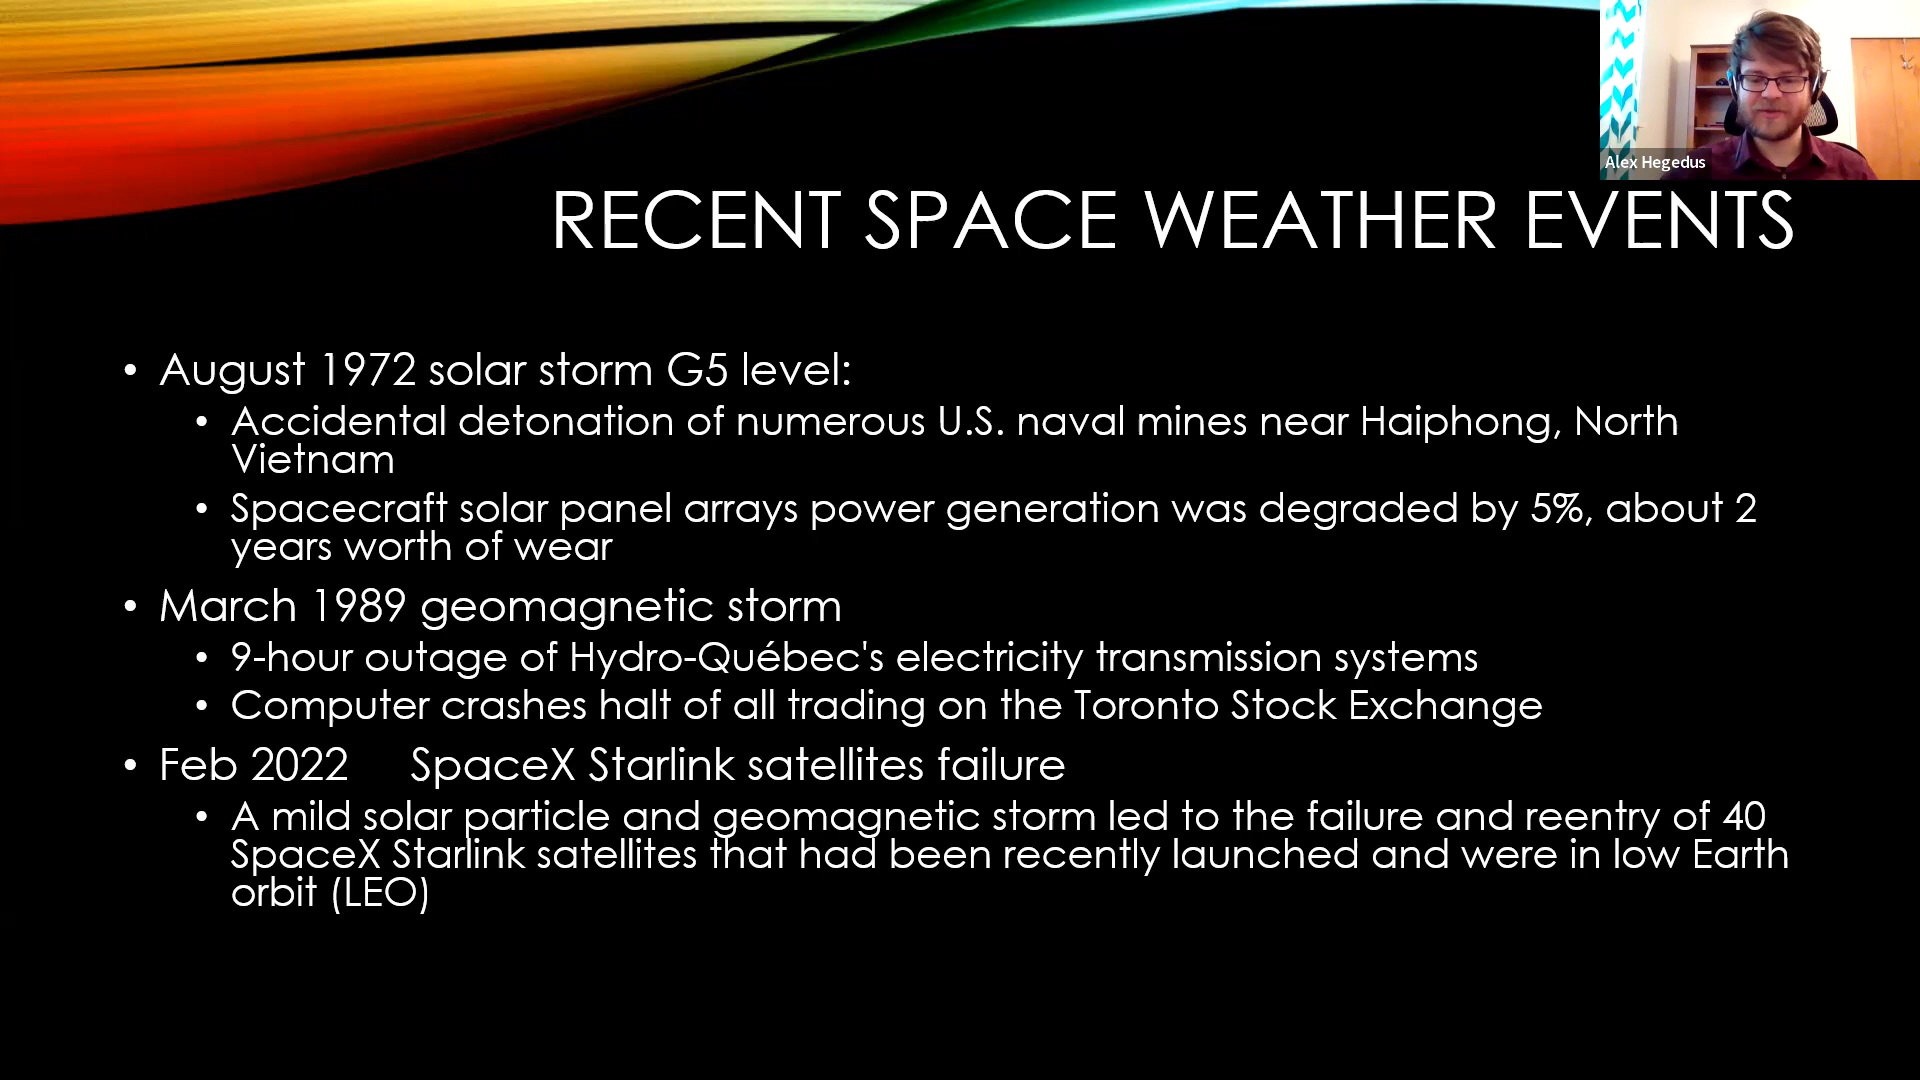 Alex Hegedus
RECENT SPACE WEATHER EVENTS
• August 1972 solar storm G5 level:
• Accidental detonation of numerous U.S. naval mines near Haiphong, North
Vietnam
• Spacecraft solar panel arrays power generation was degraded by 5%, about 2
years worth of wear
• March 1989 geomagnetic storm
• 9-hour outage of Hydro-Québec's electricity transmission systems
• Computer crashes halt of all trading on the Toronto Stock Exchange
• Feb 2022 SpaceX Starlink satellites failure
• A mild solar particle and geomagnetic storm led to the failure and reentry of 40
SpaceX Starlink satellites that had been recently launched and were in low Earth
orbit (LEO)